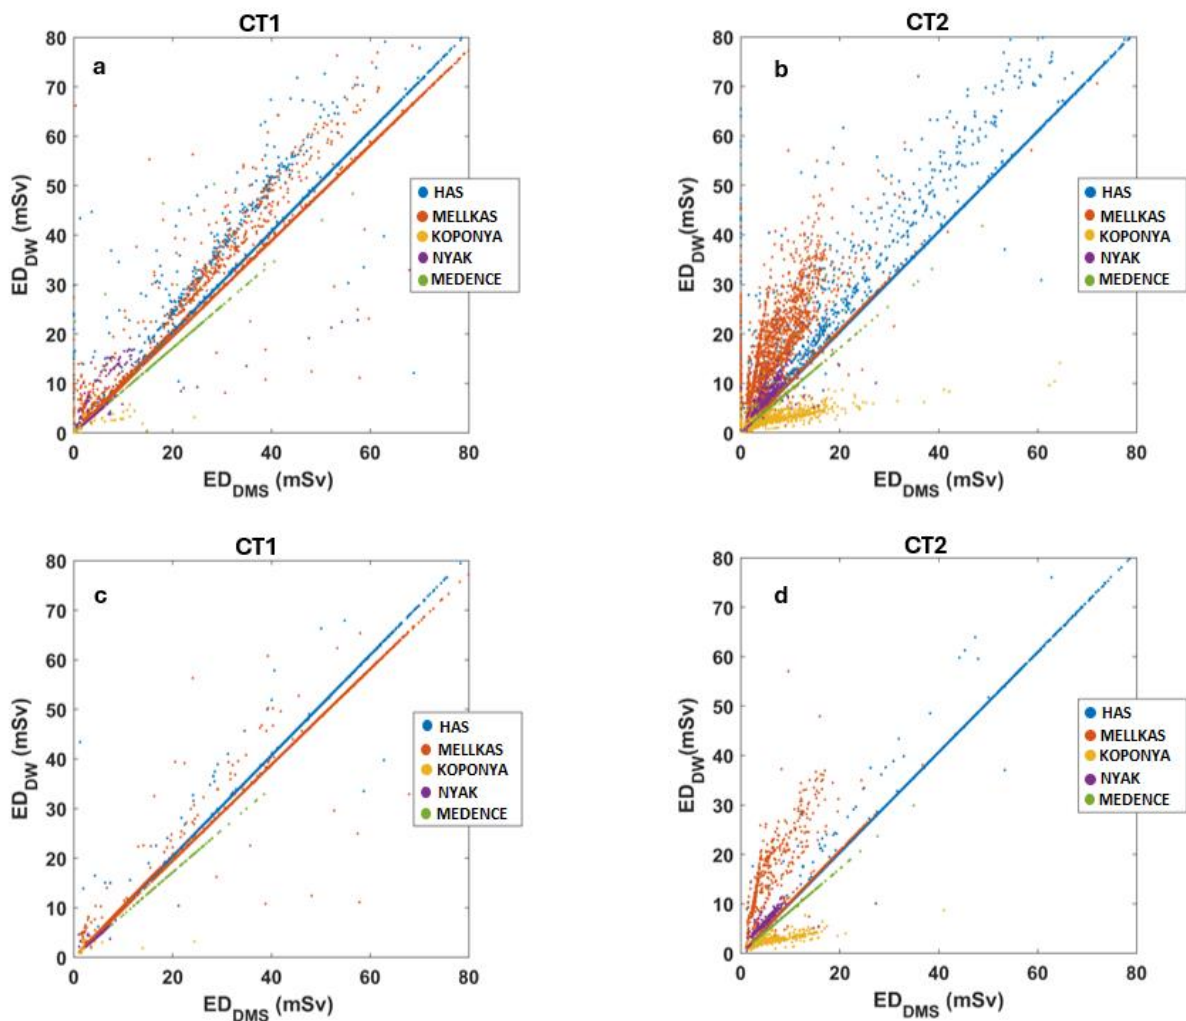 CT1
a
80
70
60
50
40
30
20
10
0
ED_DW (mSv)
0 20 40 60 80
ED_DMS (mSv)
HAS
MELLKAS
KOPONYA
NYAK
MEDENCE
CT2
b
80
70
60
50
40
30
20
10
0
ED_DW(mSv)
0 20 40 60 80
ED_DMS (mSv)
HAS
MELLKAS
KOPONYA
NYAK
MEDENCE
CT1
c
80
70
60
50
40
30
20
10
0
ED_DW (mSv)
0 20 40 60 80
ED_DMS (mSv)
HAS
MELLKAS
KOPONYA
NYAK
MEDENCE
CT2
d
80
70
60
50
40
30
20
10
0
ED_DW(mSv)
0 20 40 60 80
ED_DMS (mSv)
HAS
MELLKAS
KOPONYA
NYAK
MEDENCE